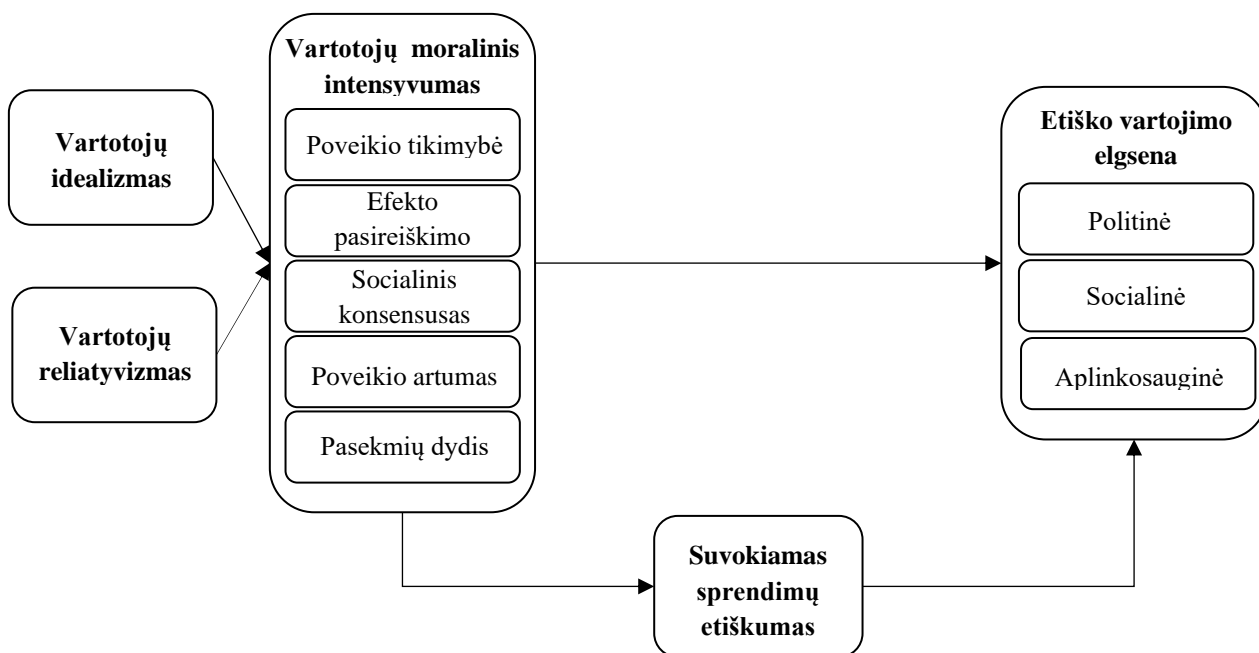 Vartotojų idealizmas
Vartotojų reliatyvizmas
Vartotojų moralinis
intensyvumas
Poveikio tikimybė
Efekto
pasireiškimo
Socialinis
konsensusas
Poveikio artumas
Pasekmių dydis
Suvokiamas
sprendimų
etiškumas
Etiško vartojimo
elgsena
Politinė
Socialinė
Aplinkosauginė